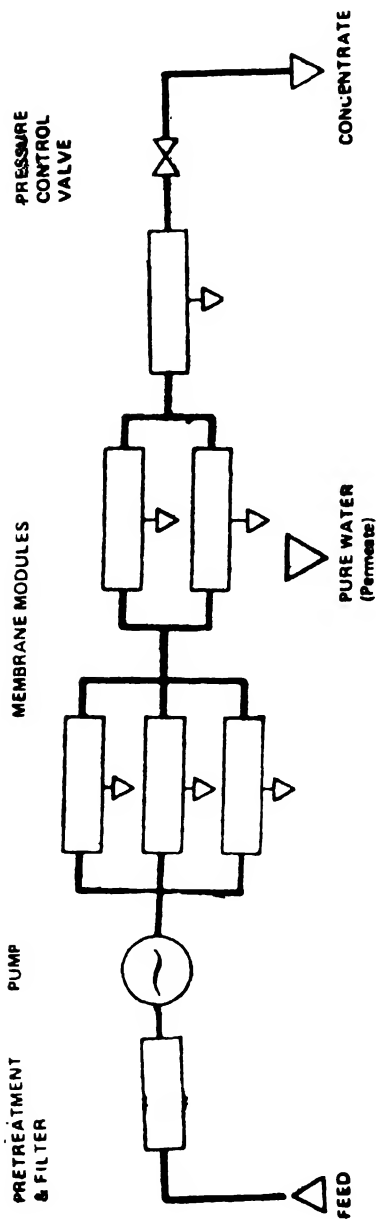 PRETREATMENT
& FILTER
PUMP
MEMBRANE MODULES
PRESSURE
CONTROL
VALVE
FEED
PURE WATER
(Permeate)
CONCENTRATE